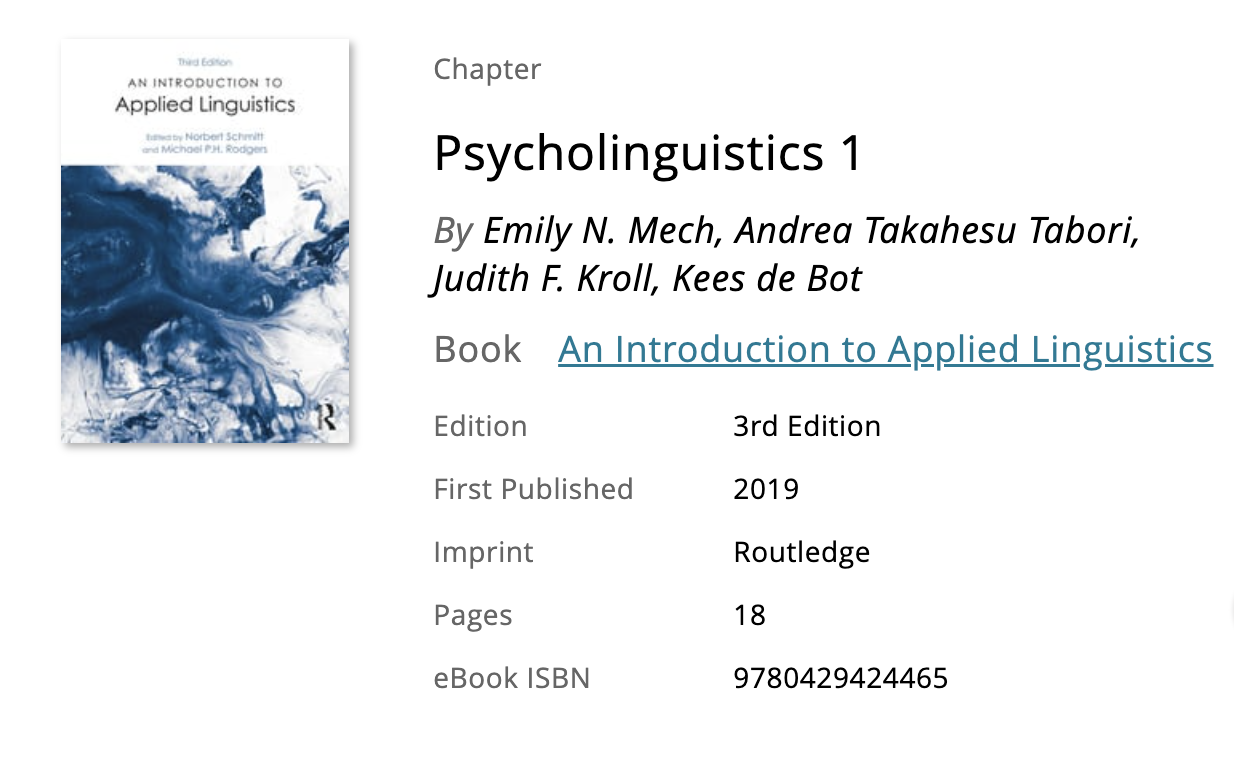 Third Edition
AN INTRODUCTION TO
Applied Linguistics
Edited by Norbert Schmitt
and Michael P.H. Rodgers
R
Chapter
Psycholinguistics 1
By Emily N. Mech, Andrea Takahesu Tabori,
Judith F. Kroll, Kees de Bot
Book An Introduction to Applied Linguistics
Edition 3rd Edition
First Published 2019
Imprint Routledge
Pages 18
eBook ISBN 9780429424465